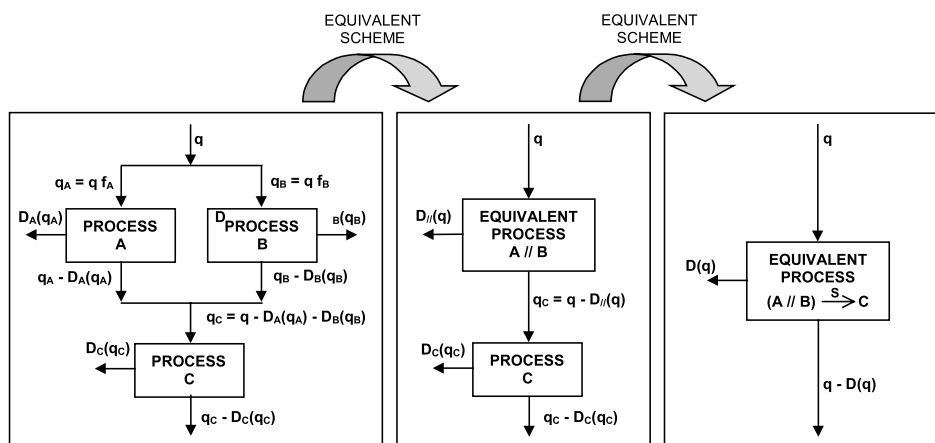 EQUIVALENT
SCHEME
EQUIVALENT
SCHEME
q
q_A = q f_A
q_B = q f_B
D_A(q_A)
PROCESS
A
D
PROCESS
B
_B(q_B)
q_A - D_A(q_A)
q_B - D_B(q_B)
q_C = q - D_A(q_A) - D_B(q_B)
D_C(q_C)
PROCESS
C
q_C - D_C(q_C)
q
D_//(q)
EQUIVALENT
PROCESS
A // B
q_C = q - D_//(q)
D_C(q_C)
PROCESS
C
q_C - D_C(q_C)
q
D(q)
EQUIVALENT
PROCESS
(A // B) S→ C
q - D(q)